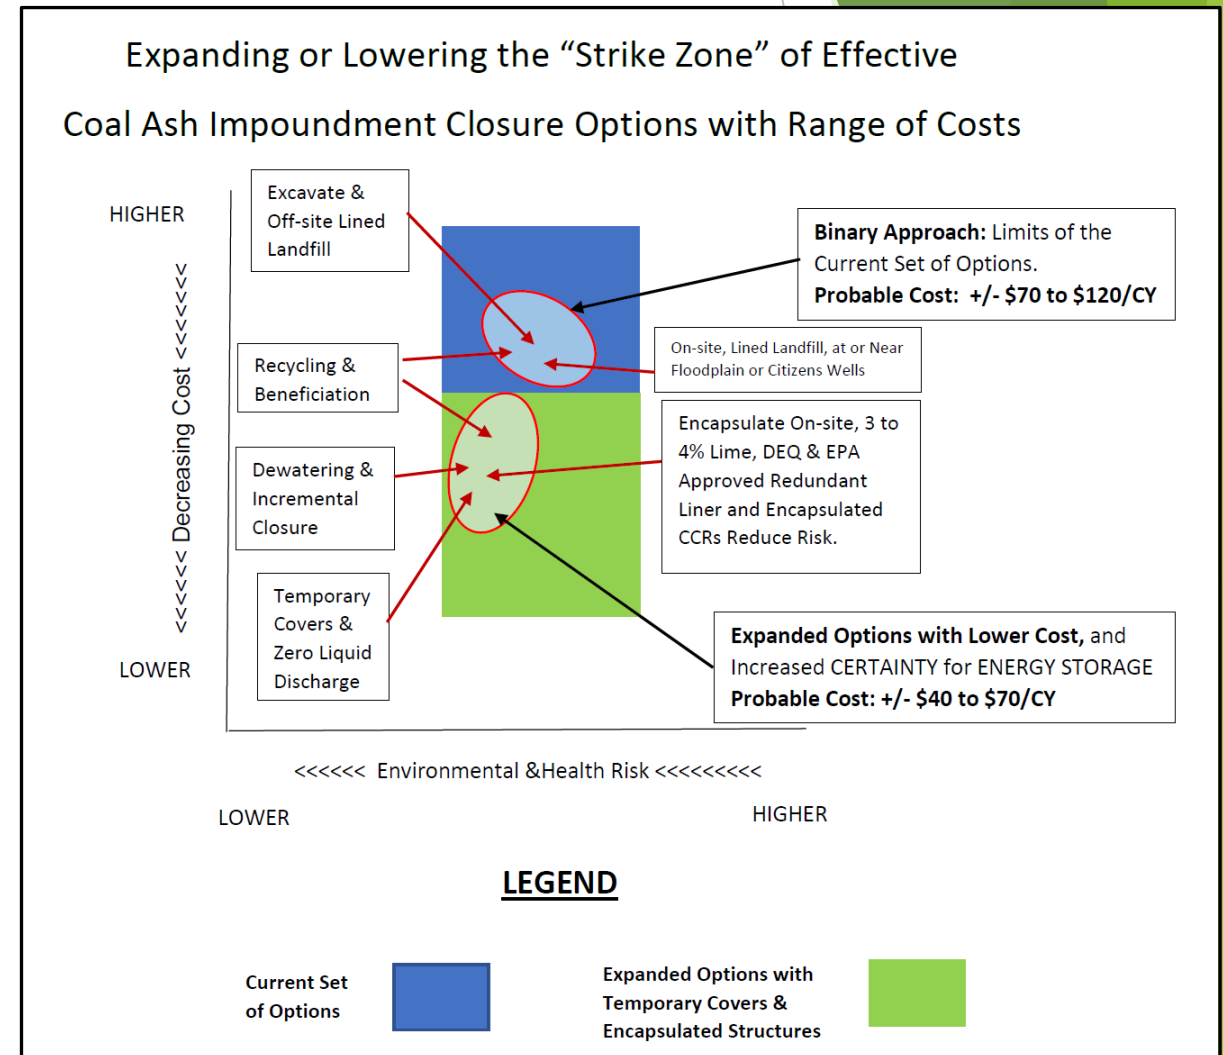 Expanding or Lowering the “Strike Zone” of Effective
Coal Ash Impoundment Closure Options with Range of Costs
HIGHER
<<<<<< Decreasing Cost <<<<<<<
LOWER
Excavate &
Off-site Lined
Landfill
Recycling &
Beneficiation
Dewatering &
Incremental
Closure
Temporary
Covers &
Zero Liquid
Discharge
Binary Approach: Limits of the
Current Set of Options.
Probable Cost: +/- $70 to $120/CY
On-site, Lined Landfill, at or Near
Floodplain or Citizens Wells
Encapsulate On-site, 3 to
4% Lime, DEQ & EPA
Approved Redundant
Liner and Encapsulated
CCRs Reduce Risk.
Expanded Options with Lower Cost, and
Increased CERTAINTY for ENERGY STORAGE
Probable Cost: +/- $40 to $70/CY
<<<<<< Environmental &Health Risk <<<<<<<<<
LOWER
HIGHER
LEGEND
Current Set
of Options
Expanded Options with
Temporary Covers &
Encapsulated Structures